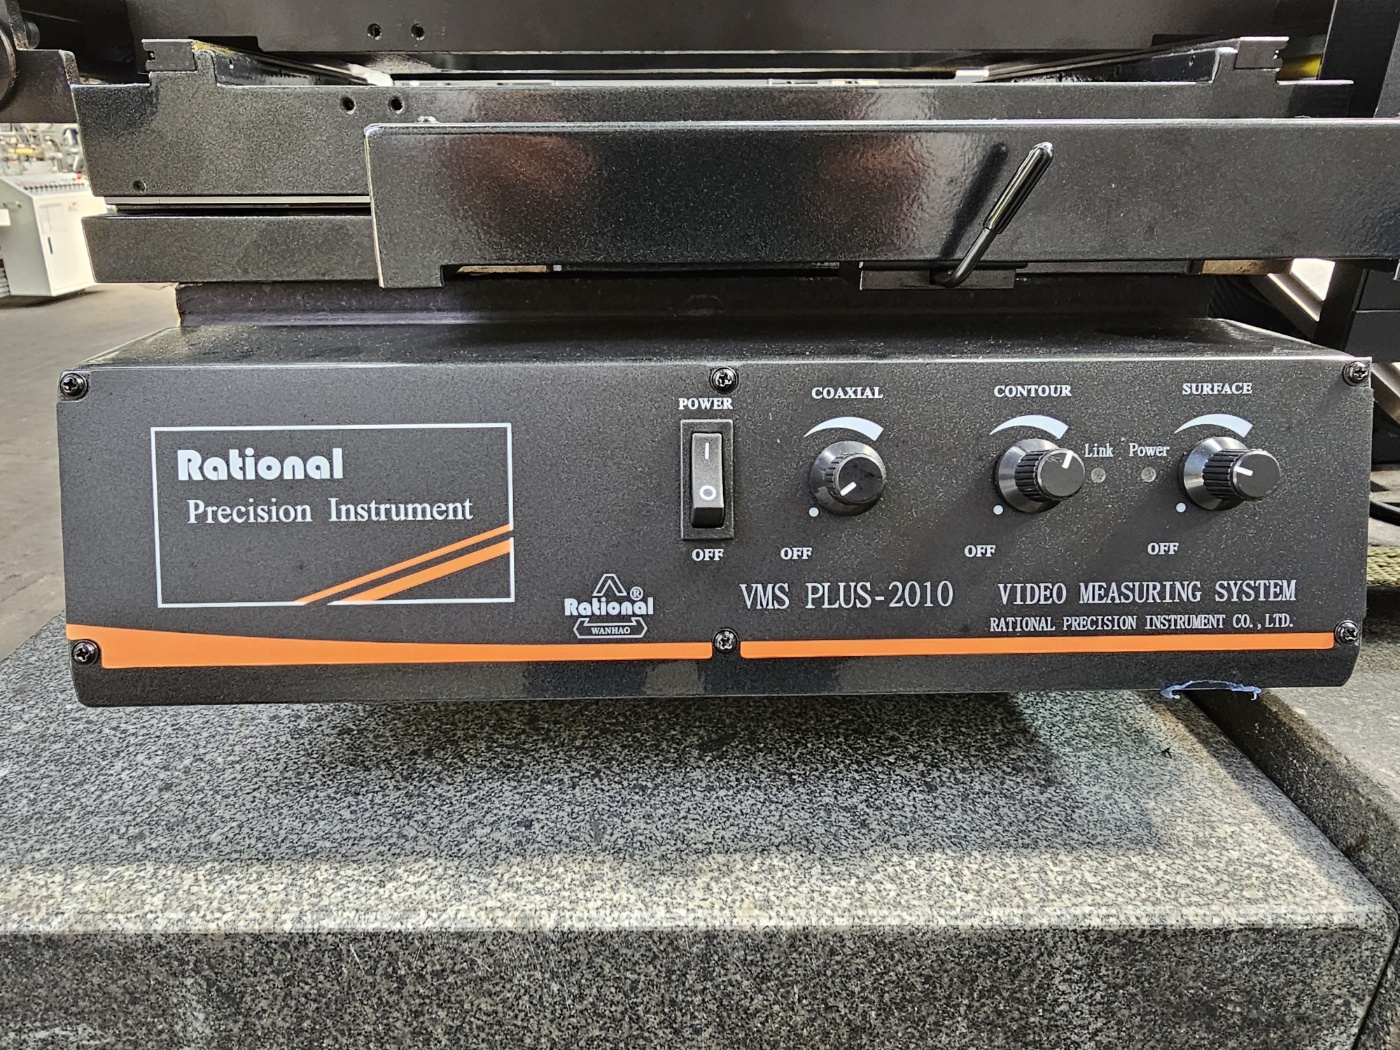 Rational
Precision Instrument
POWER
OFF
COAXIAL
OFF
CONTOUR
OFF
Link
Power
SURFACE
OFF
Rational®
WANHAO
VMS PLUS-2010
VIDEO MEASURING SYSTEM
RATIONAL PRECISION INSTRUMENT CO.,LTD.